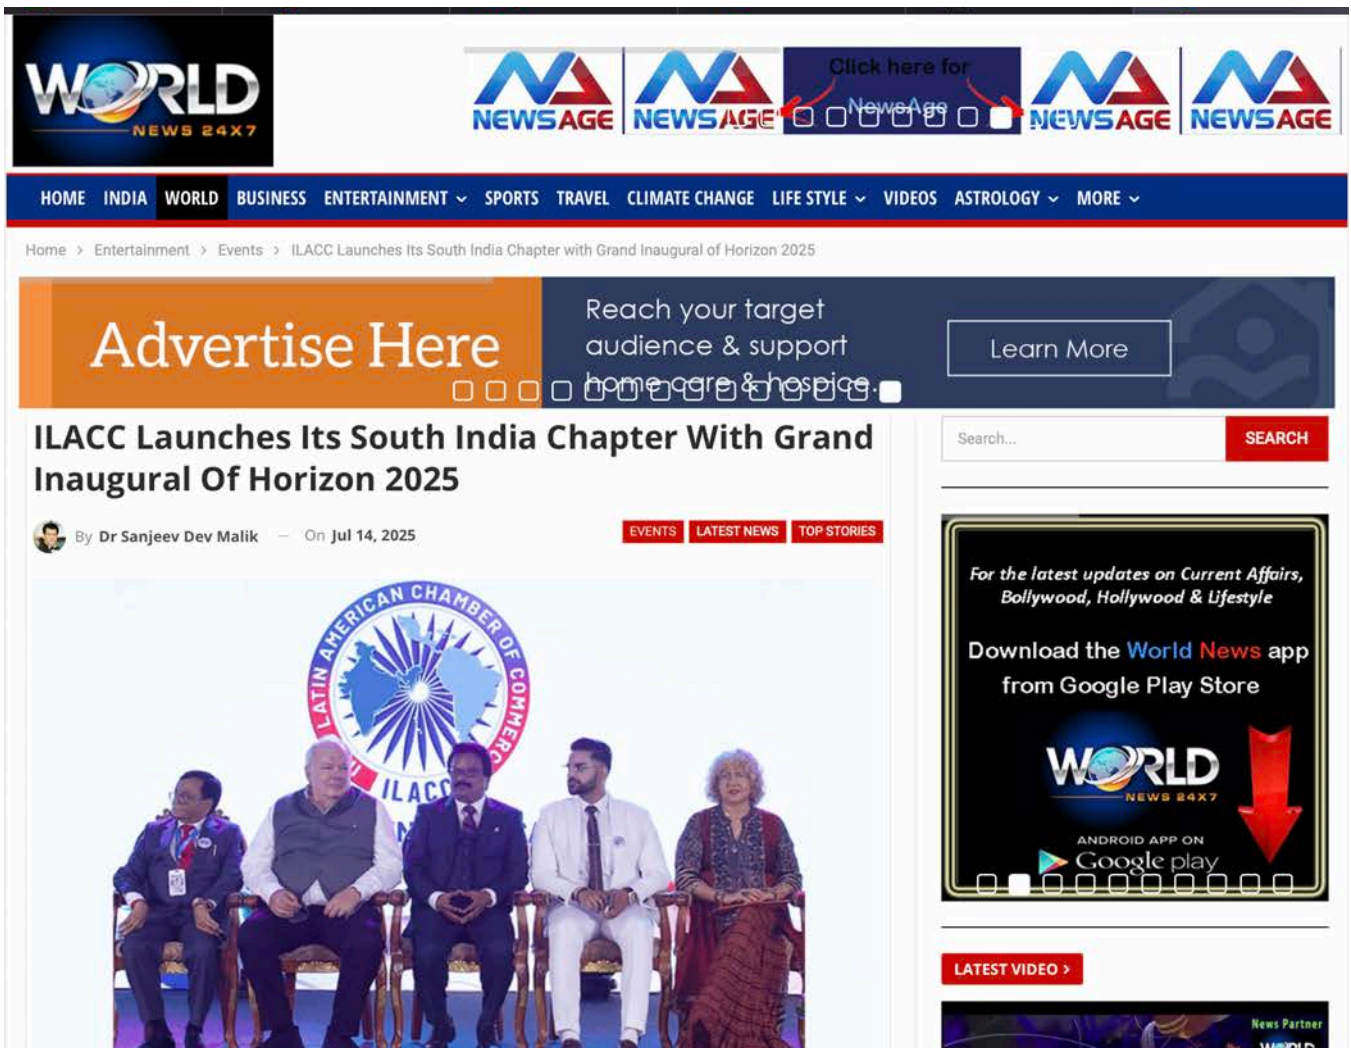 WORLD
NEWS 24X7
NEWSAGE
NEWSAGE
Click here for
NewsAge
NEWSAGE
NEWSAGE
HOME INDIA WORLD BUSINESS ENTERTAINMENT SPORTS TRAVEL CLIMATE CHANGE LIFE STYLE VIDEOS ASTROLOGY MORE
Home > Entertainment > Events > ILACC Launches Its South India Chapter with Grand Inaugural of Horizon 2025
Advertise Here
Reach your target
audience & support
home care & hospice.
Learn More
ILACC Launches Its South India Chapter With Grand
Inaugural Of Horizon 2025
By Dr Sanjeev Dev Malik — On Jul 14, 2025
EVENTS LATEST NEWS TOP STORIES
LATIN AMERICAN CHAMBER OF COMMERC
ILACC
Search...
SEARCH
For the latest updates on Current Affairs,
Bollywood, Hollywood & Lifestyle
Download the World News app
from Google Play Store
WORLD
NEWS 24X7
ANDROID APP ON
Google play
LATEST VIDEO >
News Partner
WORLD